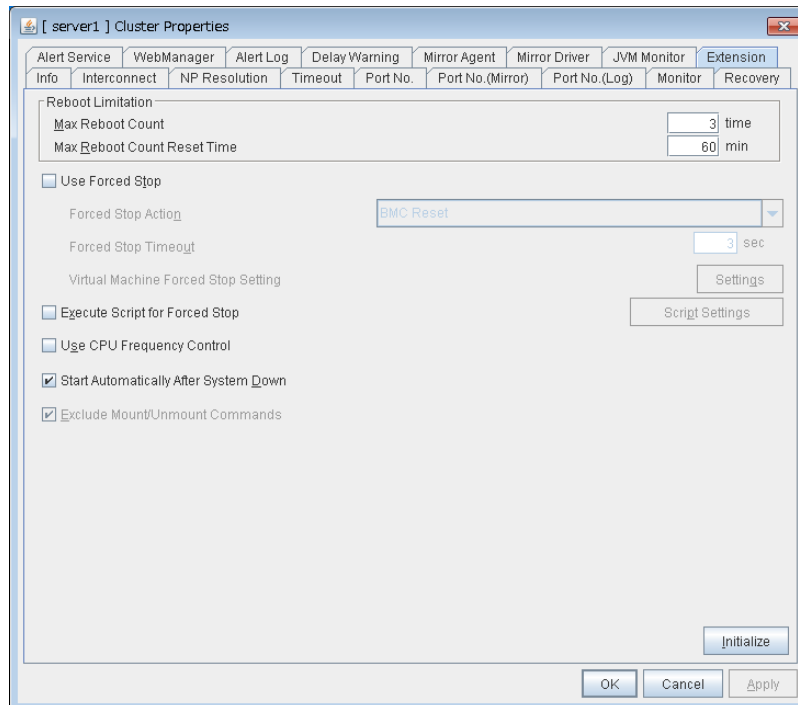 [ server1 ] Cluster Properties
Alert Service WebManager Alert Log Delay Warning Mirror Agent Mirror Driver JVM Monitor Extension
Info Interconnect NP Resolution Timeout Port No. Port No.(Mirror) Port No.(Log) Monitor Recovery
Reboot Limitation
Max Reboot Count 3 time
Max Reboot Count Reset Time 60 min
Use Forced Stop
Forced Stop Action BMC Reset
Forced Stop Timeout 3 sec
Virtual Machine Forced Stop Setting Settings
Execute Script for Forced Stop Script Settings
Use CPU Frequency Control
Start Automatically After System Down
Exclude Mount/Unmount Commands
Initialize
OK Cancel Apply